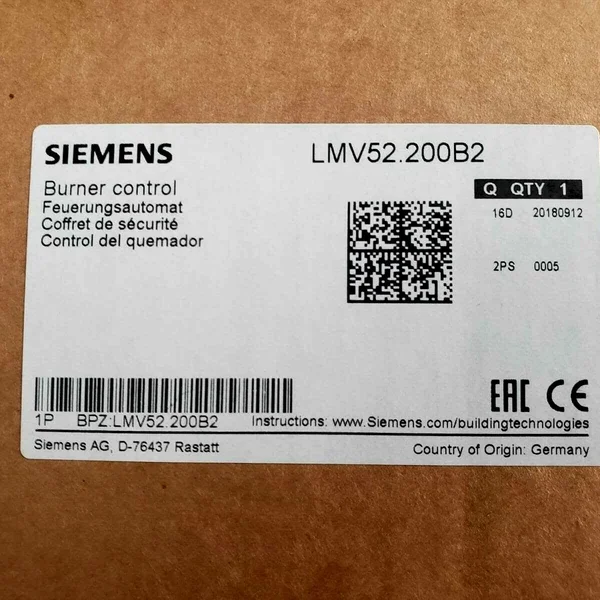 SIEMENS
LMV52.200B2
Burner control
Feuerungsautomat
Coffret de sécurité
Control del quemador
Q QTY 1
16D 20180912
2PS 0005
EAC CE
1P BPZ:LMV52.200B2
Instructions: www.Siemens.com/buildingtechnologies
Siemens AG, D-76437 Rastatt
Country of Origin: Germany